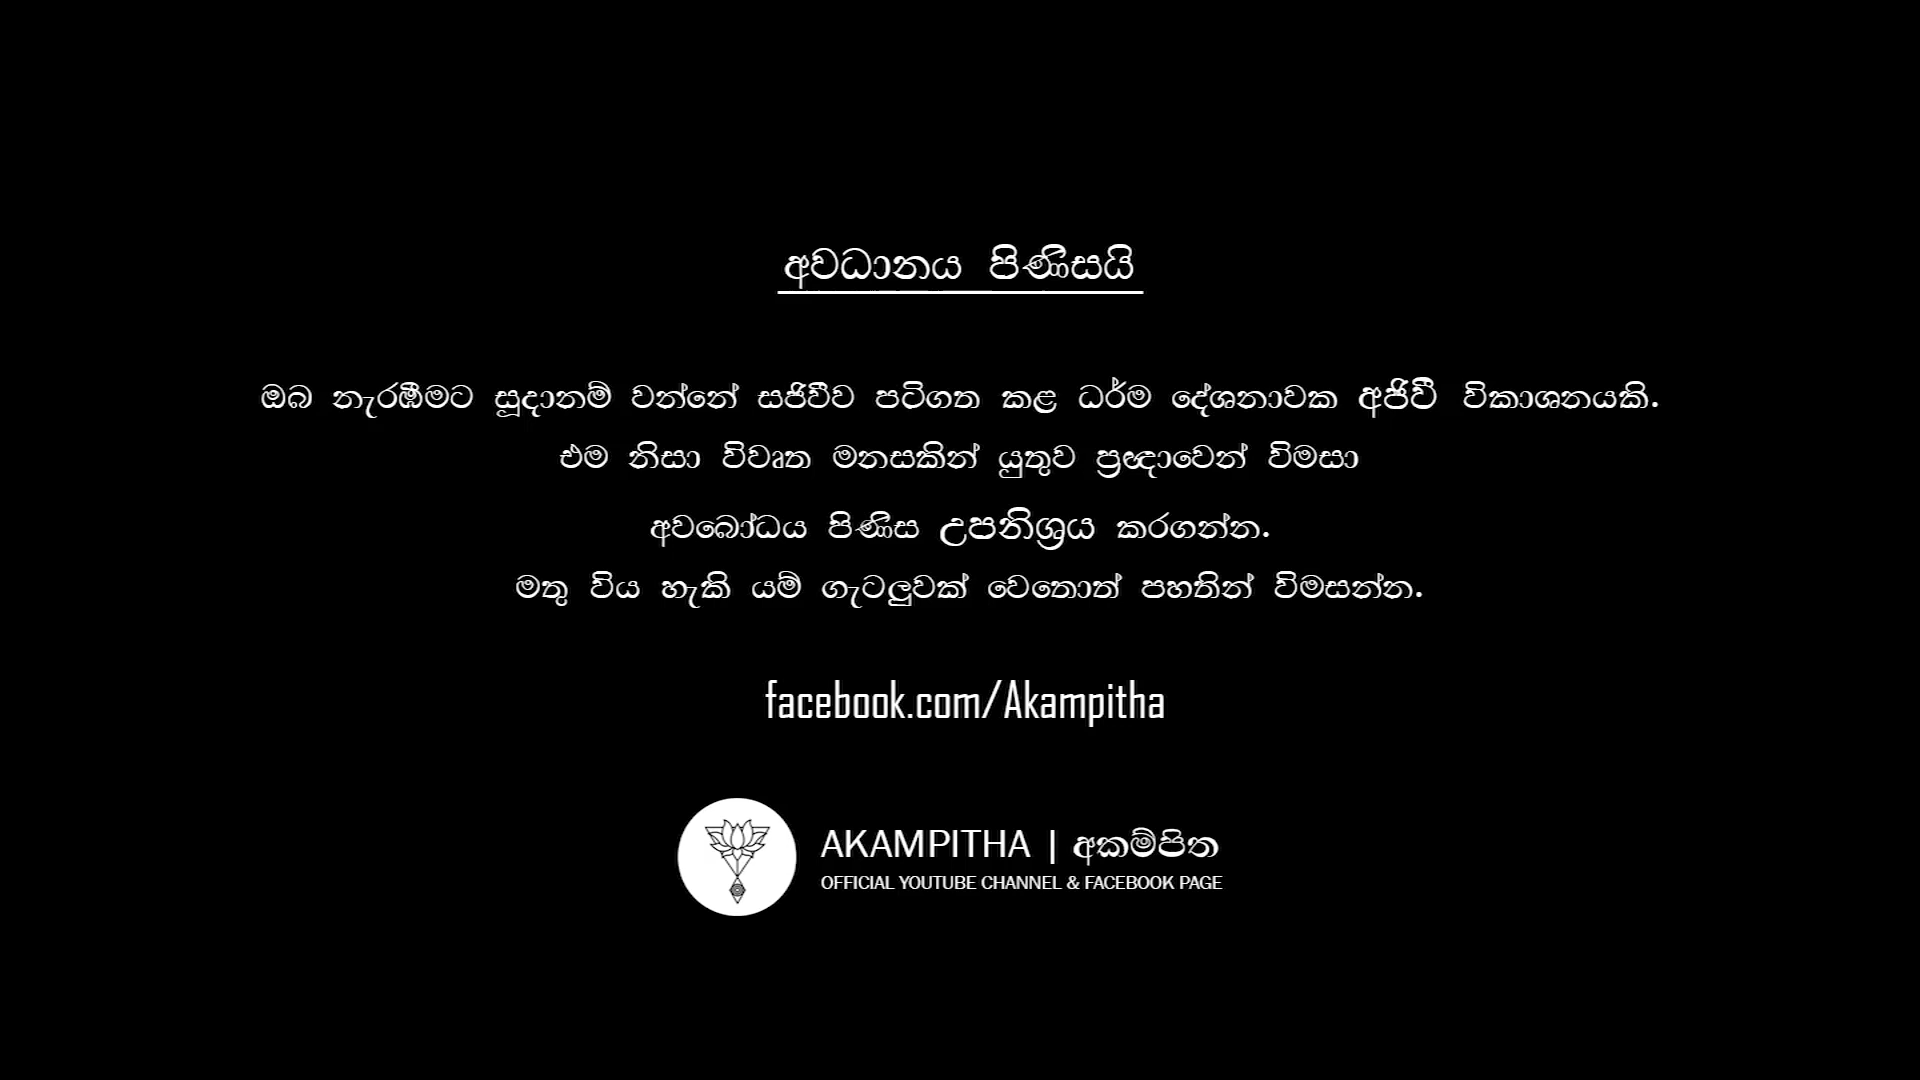 අවධානය පිණිසයි
ඔබ නැරඹීමට සූදානම් වන්නේ සජිවීව පටිගත කළ ධර්ම දේශනාවක අජිවී විකාශනයකි.
එම නිසා විවෘත මනසකින් යුතුව ප්‍රඥාවෙන් විමසා
අවබෝධය පිණිස උපනිශ්‍රය කරගන්න.
මතු විය හැකි යම් ගැටලුවක් වෙතොත් පහතින් විමසන්න.
facebook.com/Akampitha
AKAMPITHA | අකම්පිත
OFFICIAL YOUTUBE CHANNEL & FACEBOOK PAGE